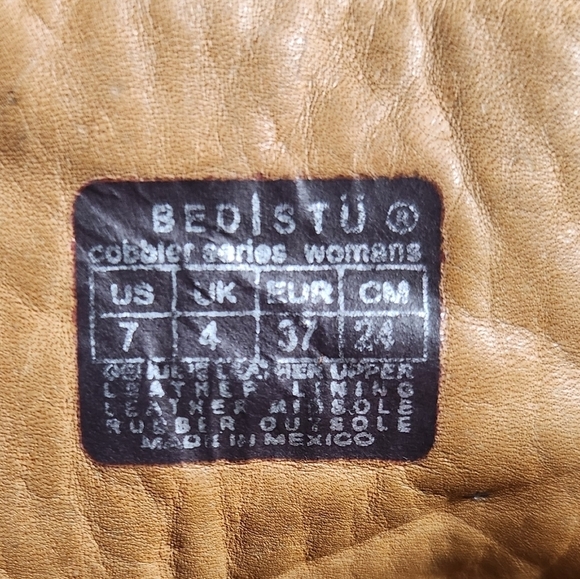 BED|STÜ ®
cobbler series womans
US UK EUR CM
7 4 37 24
GENUINE LEATHER UPPER
LEATHER LINING
LEATHER MIDSOLE
RUBBER OUTSOLE
MADE IN MEXICO